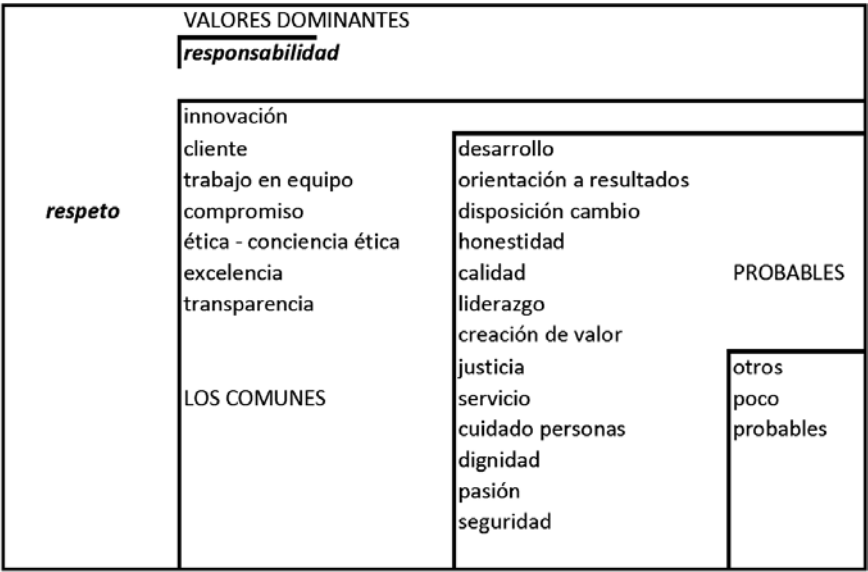 VALORES DOMINANTES
responsabilidad
respeto
innovación
cliente
trabajo en equipo
compromiso
ética - conciencia ética
excelencia
transparencia
LOS COMUNES
desarrollo
orientación a resultados
disposición cambio
honestidad
calidad
liderazgo
creación de valor
justicia
servicio
cuidado personas
dignidad
pasión
seguridad
PROBABLES
otros
poco
probables